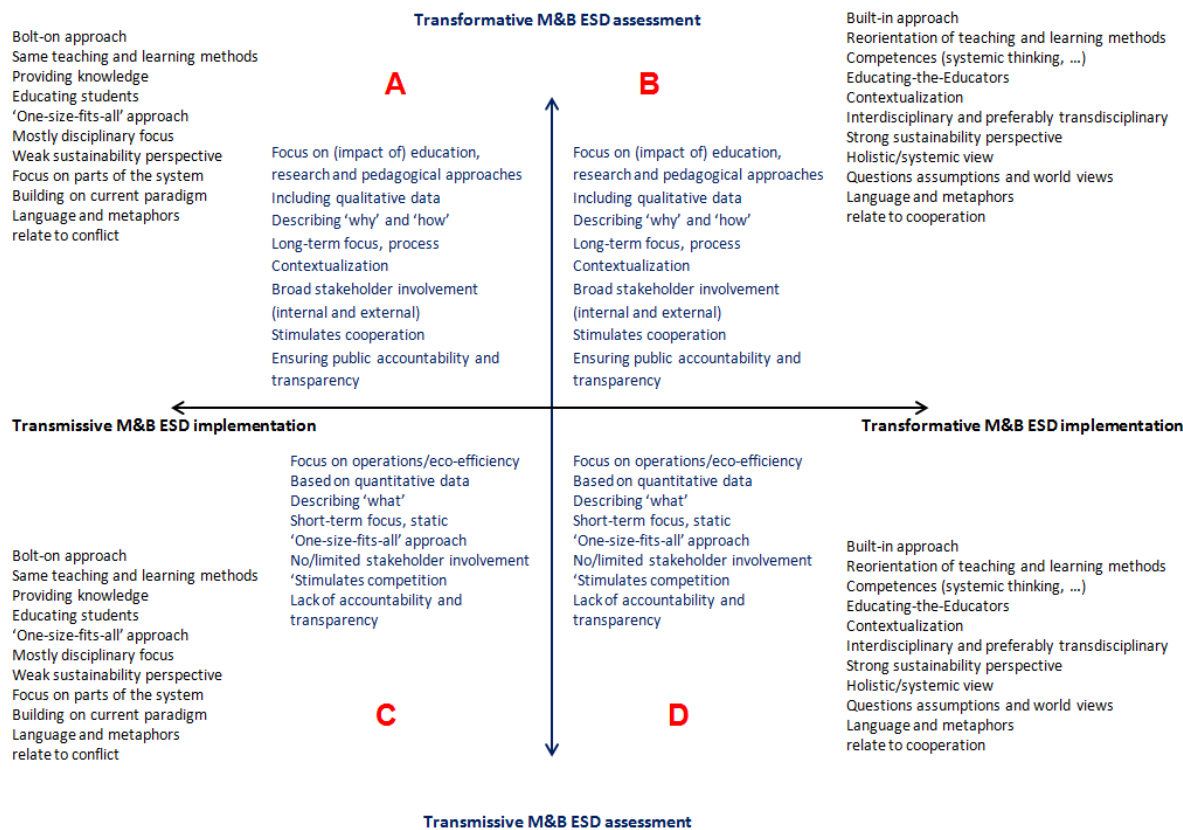 Transformative M&B ESD assessment
Bolt-on approach
Same teaching and learning methods
Providing knowledge
Educating students
‘One-size-fits-all’ approach
Mostly disciplinary focus
Weak sustainability perspective
Focus on parts of the system
Building on current paradigm
Language and metaphors
relate to conflict
A
Focus on (impact of) education,
research and pedagogical approaches
Including qualitative data
Describing ‘why’ and ‘how’
Long-term focus, process
Contextualization
Broad stakeholder involvement
(internal and external)
Stimulates cooperation
Ensuring public accountability and
transparency
B
Focus on (impact of) education,
research and pedagogical approaches
Including qualitative data
Describing ‘why’ and ‘how’
Long-term focus, process
Contextualization
Broad stakeholder involvement
(internal and external)
Stimulates cooperation
Ensuring public accountability and
transparency
Built-in approach
Reorientation of teaching and learning methods
Competences (systemic thinking, ...)
Educating-the-Educators
Contextualization
Interdisciplinary and preferably transdisciplinary
Strong sustainability perspective
Holistic/systemic view
Questions assumptions and world views
Language and metaphors
relate to cooperation
Transmissive M&B ESD implementation
Transformative M&B ESD implementation
Bolt-on approach
Same teaching and learning methods
Providing knowledge
Educating students
‘One-size-fits-all’ approach
Mostly disciplinary focus
Weak sustainability perspective
Focus on parts of the system
Building on current paradigm
Language and metaphors
relate to conflict
Focus on operations/eco-efficiency
Based on quantitative data
Describing ‘what’
Short-term focus, static
‘One-size-fits-all’ approach
No/limited stakeholder involvement
‘Stimulates competition
Lack of accountability and
transparency
C
Focus on operations/eco-efficiency
Based on quantitative data
Describing ‘what’
Short-term focus, static
‘One-size-fits-all’ approach
No/limited stakeholder involvement
‘Stimulates competition
Lack of accountability and
transparency
D
Built-in approach
Reorientation of teaching and learning methods
Competences (systemic thinking, ...)
Educating-the-Educators
Contextualization
Interdisciplinary and preferably transdisciplinary
Strong sustainability perspective
Holistic/systemic view
Questions assumptions and world views
Language and metaphors
relate to cooperation
Transmissive M&B ESD assessment